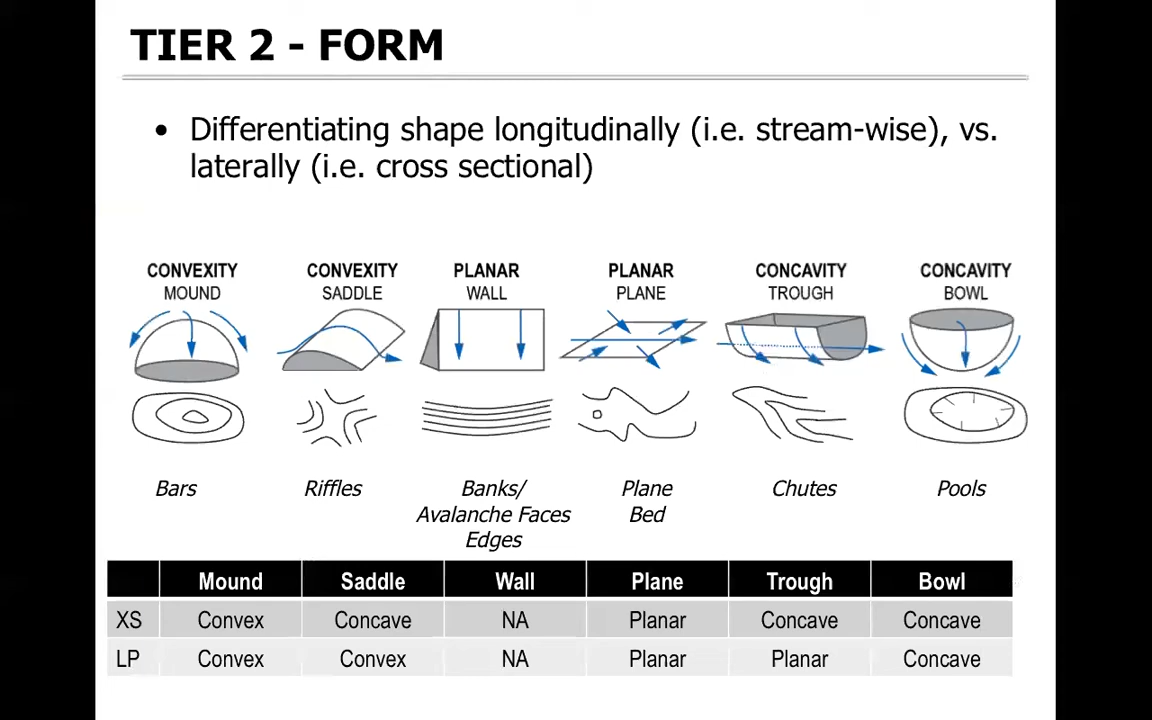 TIER 2 - FORM
• Differentiating shape longitudinally (i.e. stream-wise), vs.
laterally (i.e. cross sectional)
CONVEXITY CONVEXITY PLANAR PLANAR CONCAVITY CONCAVITY
MOUND SADDLE WALL PLANE TROUGH BOWL
Bars Riffles Banks/ Plane Chutes Pools
Avalanche Faces Bed
Edges
Mound Saddle Wall Plane Trough Bowl
XS Convex Concave NA Planar Concave Concave
LP Convex Convex NA Planar Planar Concave